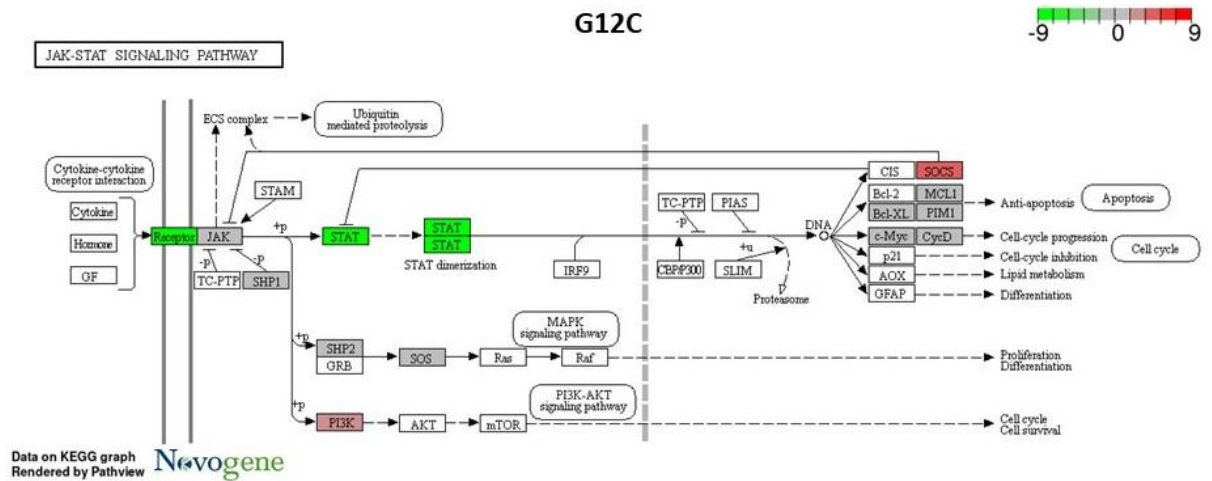 G12C
-9 0 9
JAK-STAT SIGNALING PATHWAY
ECS complex
Ubiquitin
mediated proteolysis
Cytokine-cytokine
receptor interaction
Cytokine
Hormone
GF
STAM
Receptor
JAK
+p
STAT
STAT
STAT
STAT dimerization
-p
-p
TC-PTP
SHP1
IRF9
TC-PTP
PIAS
-p
+u
CBP/P300
SLIM
Proteasome
DNA
CIS
SOCS
Bcl-2
MCL1
Bcl-XL
PIM1
c-Myc
CycD
p21
AOX
GFAP
Anti-apoptosis
Apoptosis
Cell-cycle progression
Cell-cycle inhibition
Cell cycle
Lipid metabolism
Differentiation
+p
SHP2
GRB
SOS
Ras
Raf
MAPK
signaling pathway
Proliferation
Differentiation
+p
PI3K
AKT
mTOR
PI3K-AKT
signaling pathway
Cell cycle
Cell survival
Data on KEGG graph
Rendered by Pathview
Novogene